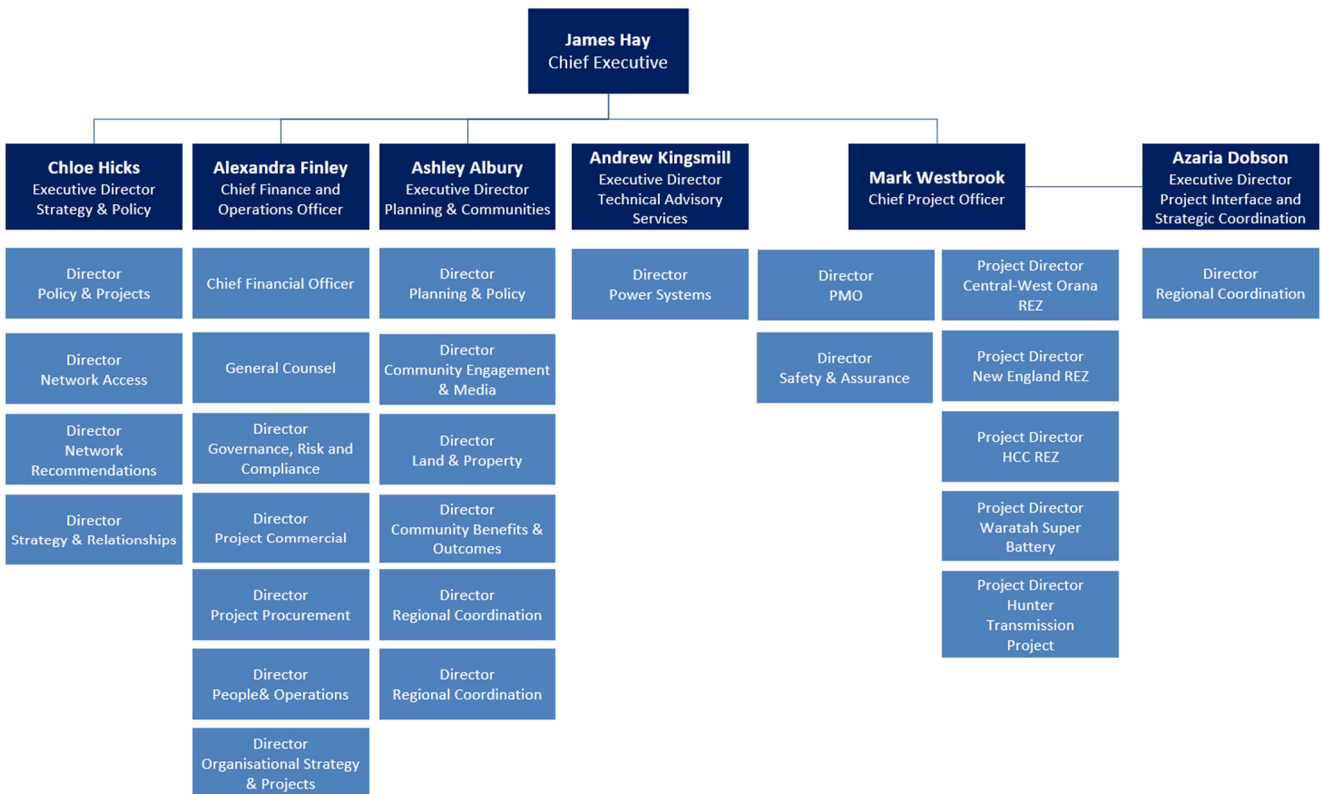 James Hay
Chief Executive
Chloe Hicks
Executive Director
Strategy & Policy
Alexandra Finley
Chief Finance and
Operations Officer
Ashley Albury
Executive Director
Planning & Communities
Andrew Kingsmill
Executive Director
Technical Advisory
Services
Mark Westbrook
Chief Project Officer
Azaria Dobson
Executive Director
Project Interface and
Strategic Coordination
Director
Policy & Projects
Director
Network Access
Director
Network
Recommendations
Director
Strategy & Relationships
Chief Financial Officer
General Counsel
Director
Governance, Risk and
Compliance
Director
Project Commercial
Director
Project Procurement
Director
People& Operations
Director
Organisational Strategy
& Projects
Director
Planning & Policy
Director
Community Engagement
& Media
Director
Land & Property
Director
Community Benefits &
Outcomes
Director
Regional Coordination
Director
Regional Coordination
Director
Power Systems
Director
PMO
Director
Safety & Assurance
Project Director
Central-West Orana
REZ
Project Director
New England REZ
Project Director
HCC REZ
Project Director
Waratah Super
Battery
Project Director
Hunter
Transmission
Project
Director
Regional Coordination